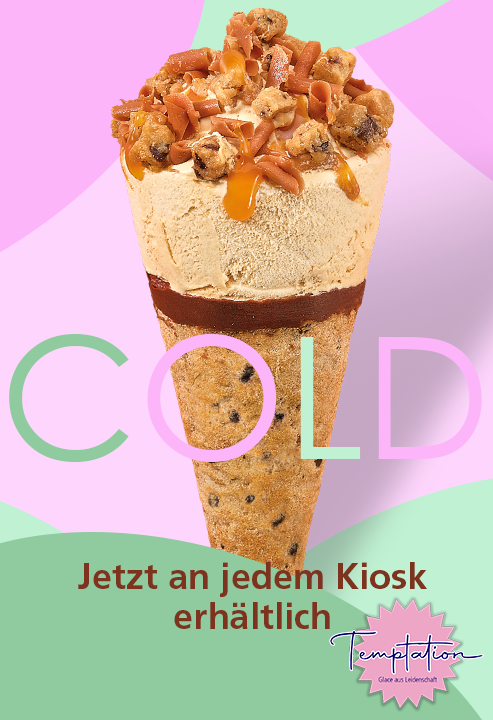 COLD
Jetzt an jedem Kiosk
erhältlich
Temptation
Glace aus Leidenschaft